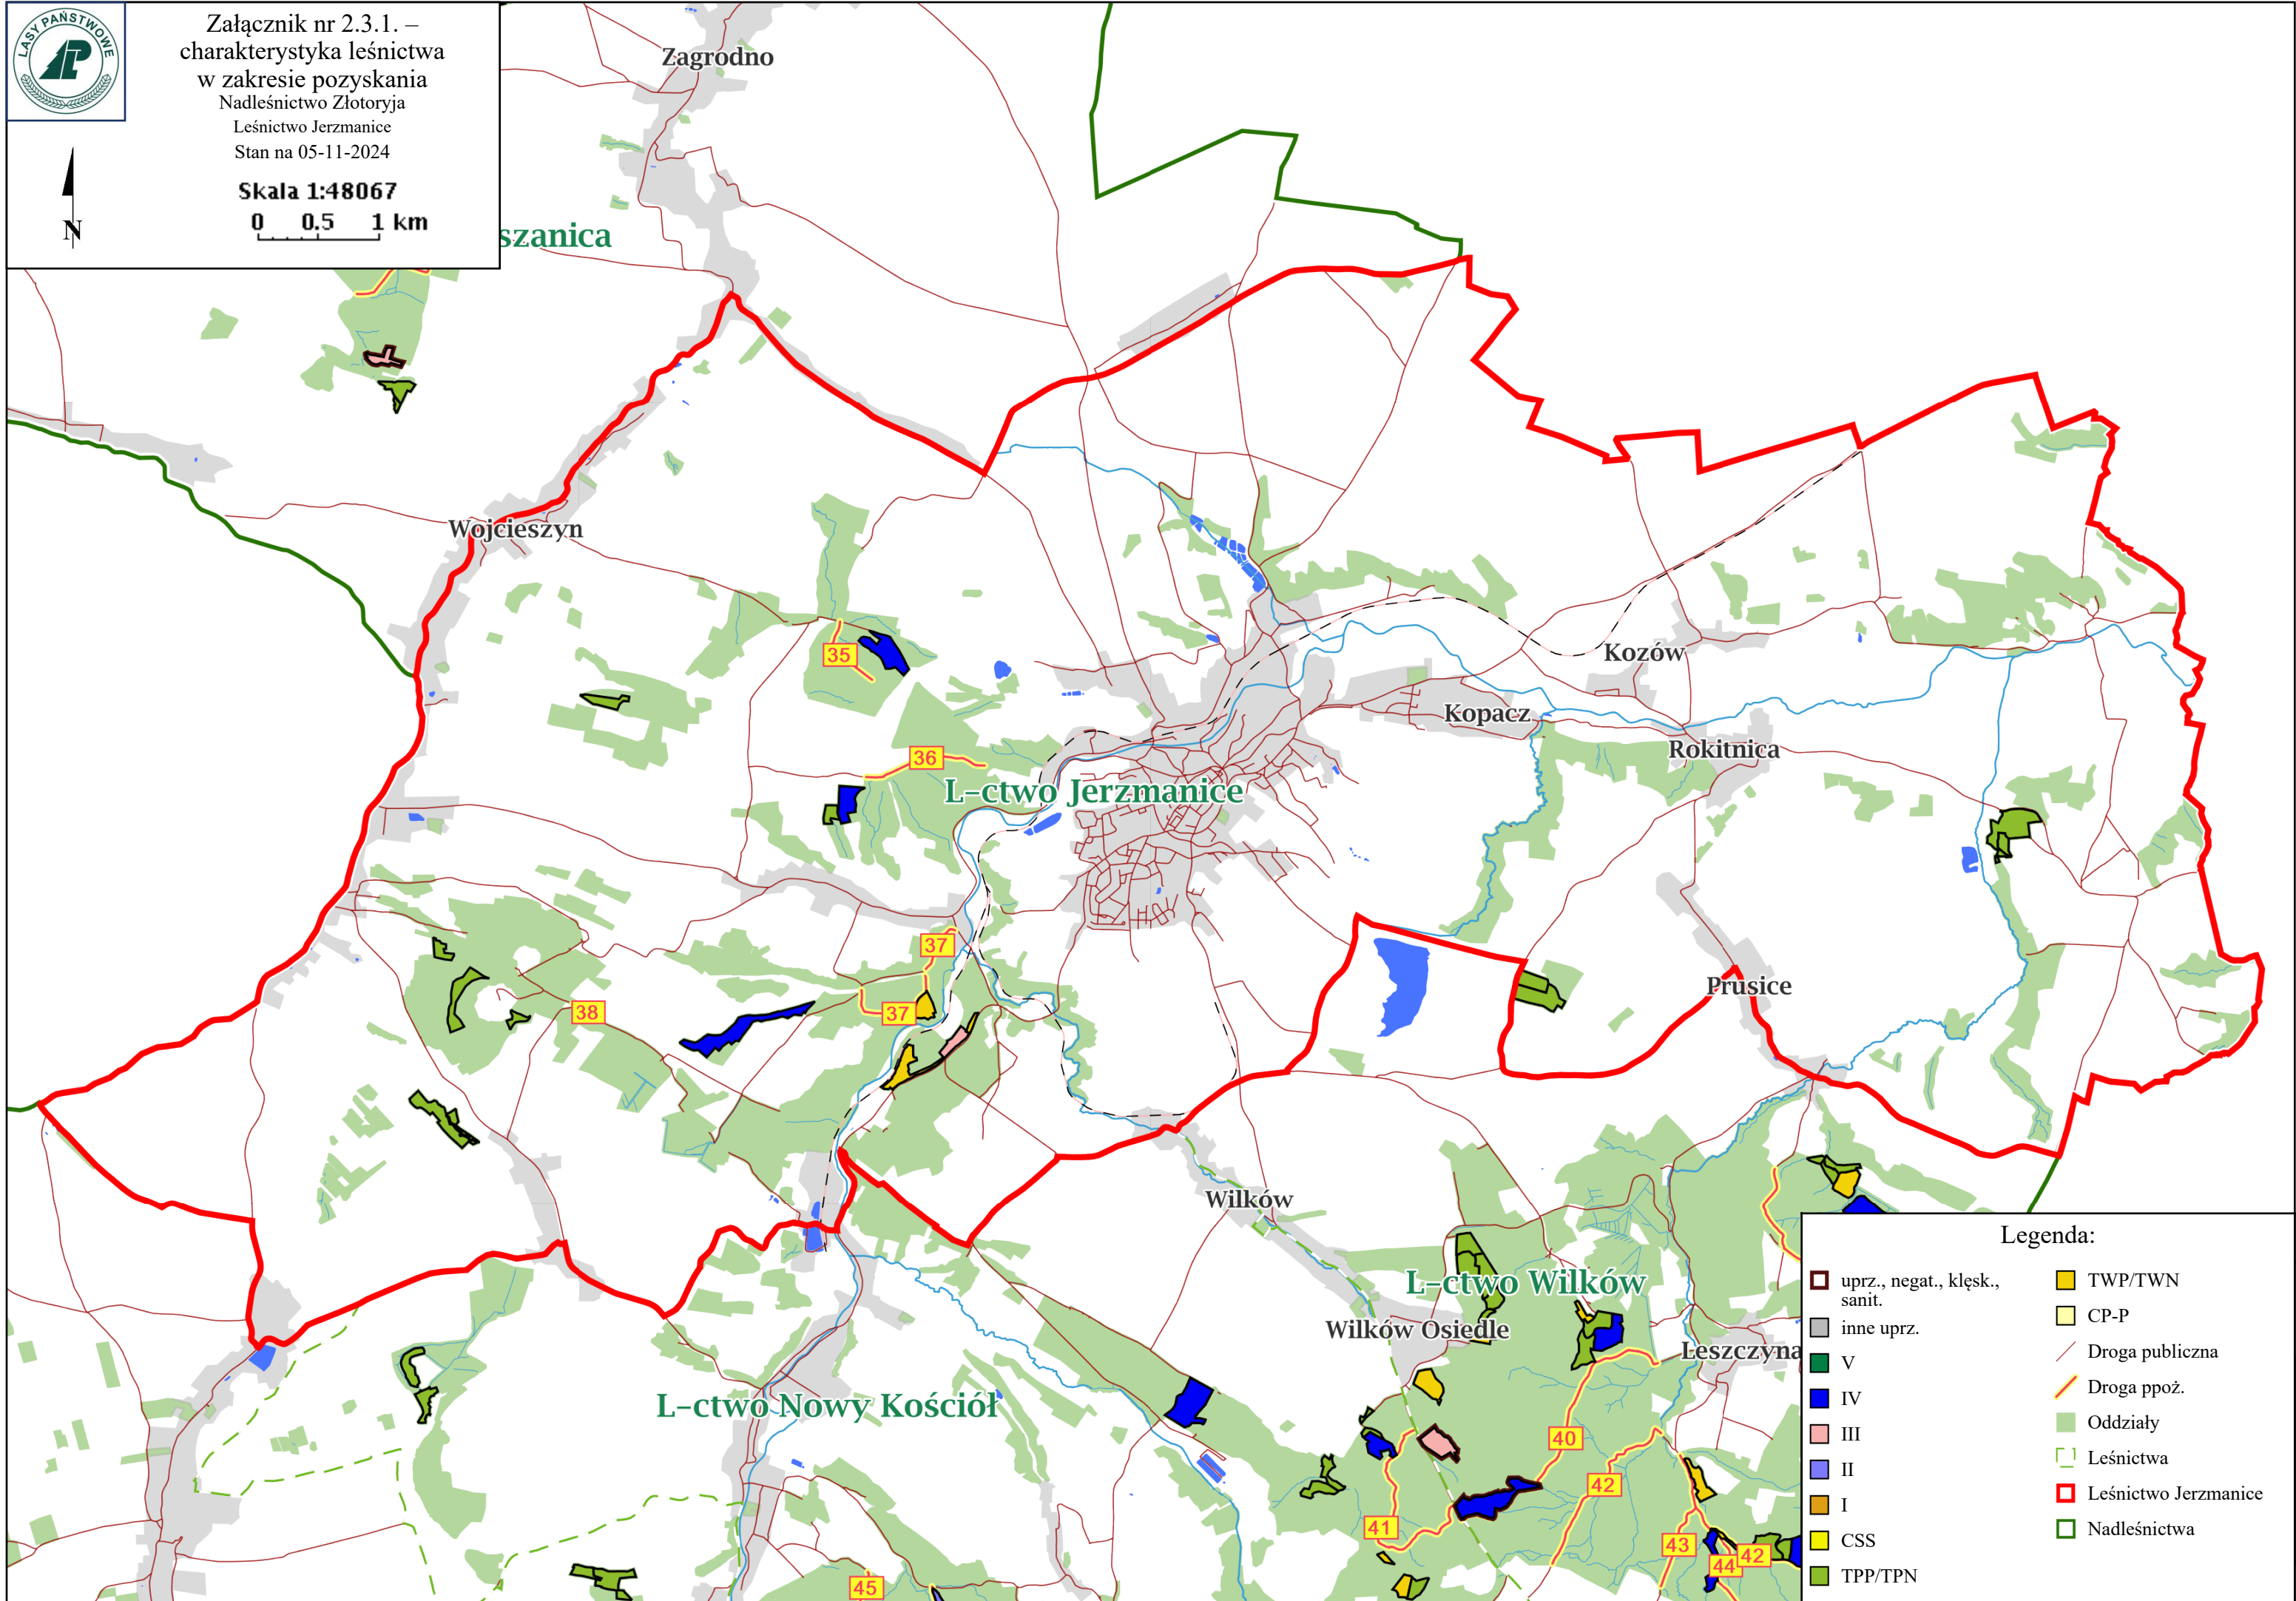 LASY PAŃSTWOWE
Załącznik nr 2.3.1. –
charakterystyka leśnictwa
w zakresie pozyskania
Nadleśnictwo Złotoryja
Leśnictwo Jerzmanice
Stan na 05-11-2024
Skala 1:48067
0 0.5 1 km
N
Zagrodno
szanica
Wojcieszyn
35
Kozów
Kopacz
Rokitnica
36
L-ctwo Jerzmanice
37
Prusice
37
38
Wilków
L-ctwo Wilków
Wilków Osiedle
Leszczyna
L-ctwo Nowy Kościół
40
42
41
43
44
42
45
Legenda:
uprz., negat., klęsk.,
sanit.
inne uprz.
V
IV
III
II
I
CSS
TPP/TPN
TWP/TWN
CP-P
Droga publiczna
Droga ppoż.
Oddziały
Leśnictwa
Leśnictwo Jerzmanice
Nadleśnictwa